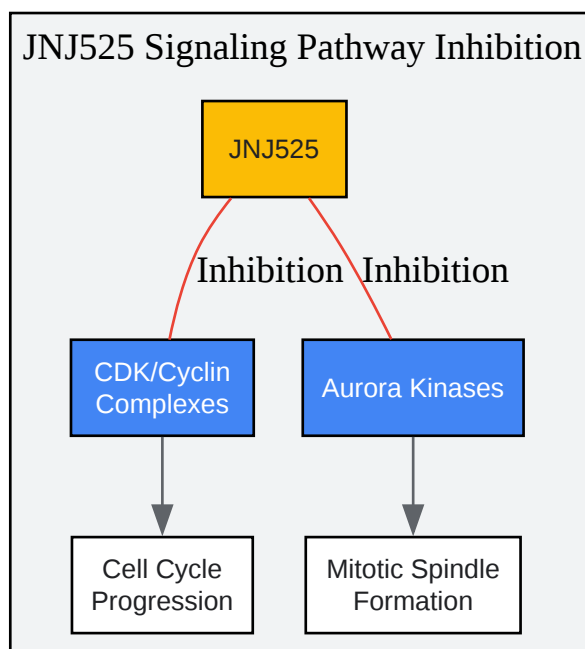 JNJ525 Signaling Pathway Inhibition
JNJ525
Inhibition Inhibition
CDK/Cyclin
Complexes
Aurora Kinases
Cell Cycle
Progression
Mitotic Spindle
Formation